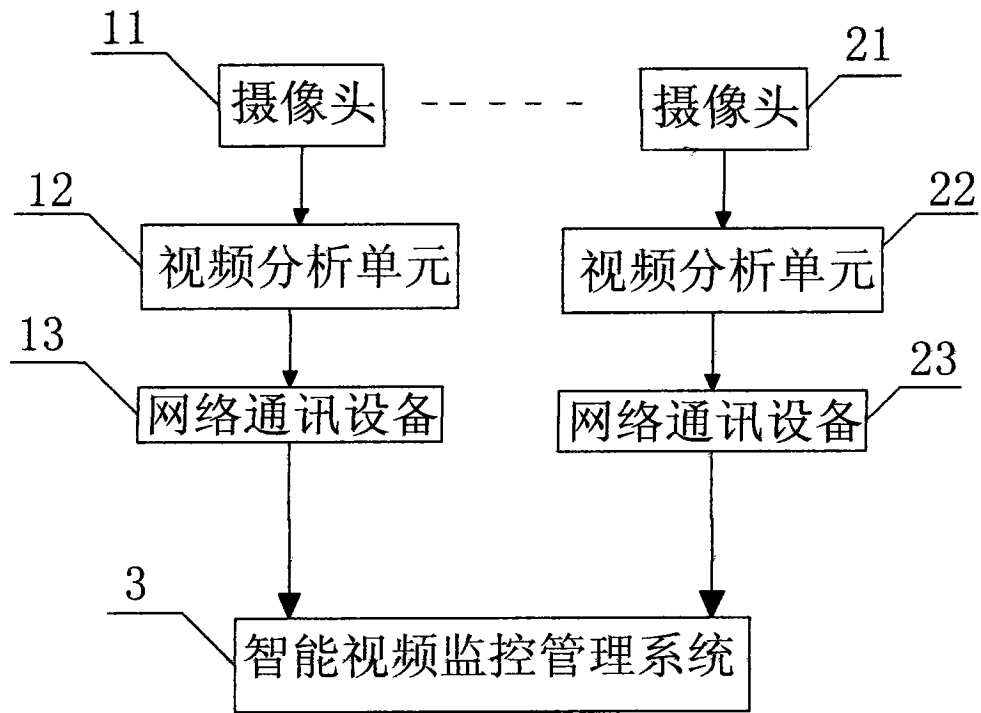 11
21
摄像头
摄像头
12
22
视频分析单元
视频分析单元
13
23
网络通讯设备
网络通讯设备
3
智能视频监控管理系统